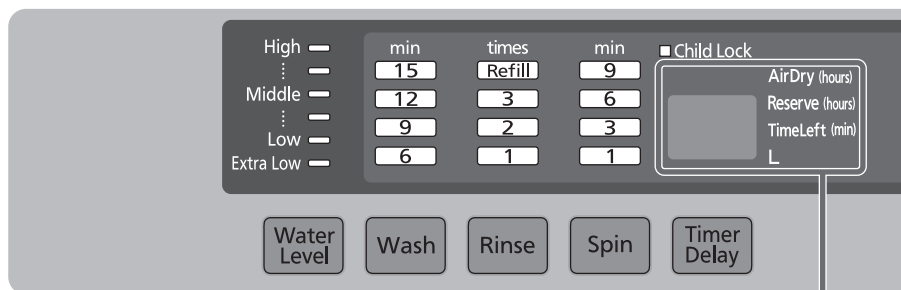 High
Middle
Low
Extra Low
min
15
12
9
6
times
Refill
3
2
1
min
9
6
3
1
Child Lock
AirDry (hours)
Reserve (hours)
TimeLeft (min)
L
Water
Level
Wash
Rinse
Spin
Timer
Delay